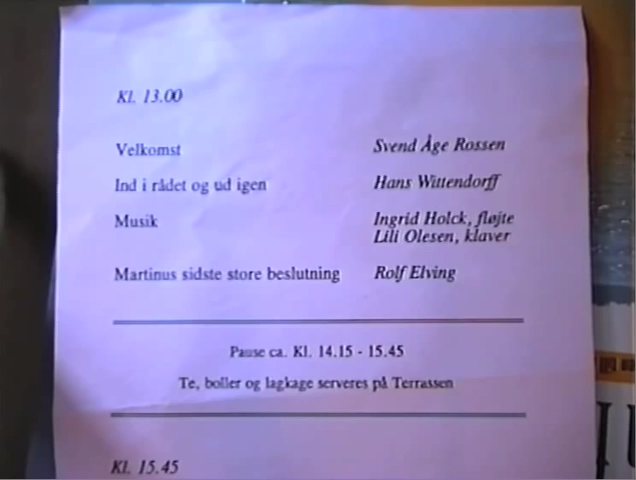 Kl. 13.00
Velkomst Svend Åge Rossen
Ind i rådet og ud igen Hans Wittendorff
Musik Ingrid Holck, fløjte
Lili Olesen, klaver
Martinus sidste store beslutning Rolf Elving
Pause ca. Kl. 14.15 - 15.45
Te, boller og lagkage serveres på Terrassen
Kl. 15.45